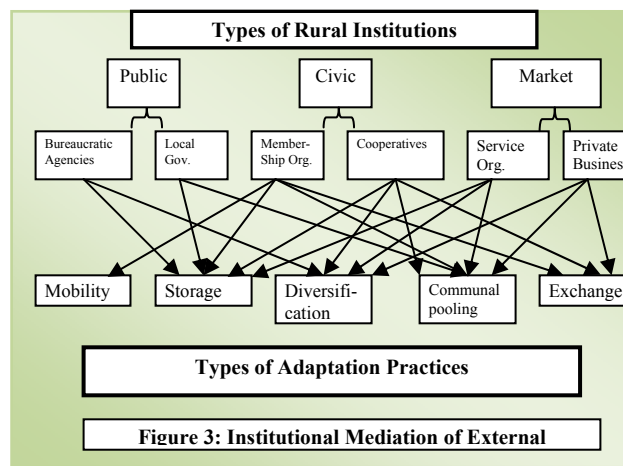 Types of Rural Institutions
Public
Civic
Market
Bureaucratic
Agencies
Local
Gov.
Member-
Ship Org.
Cooperatives
Service
Org.
Private
Busines
Mobility
Storage
Diversifi-
cation
Communal
pooling
Exchange
Types of Adaptation Practices
Figure 3: Institutional Mediation of External